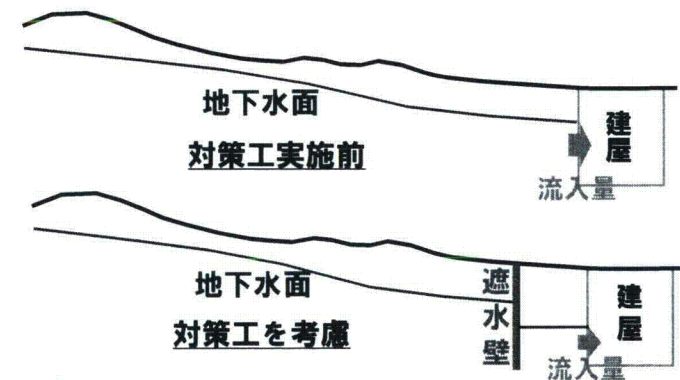 地下水面
対策工実施前
建屋
流入量
地下水面
対策工を考慮
遮水壁
建屋
流入量